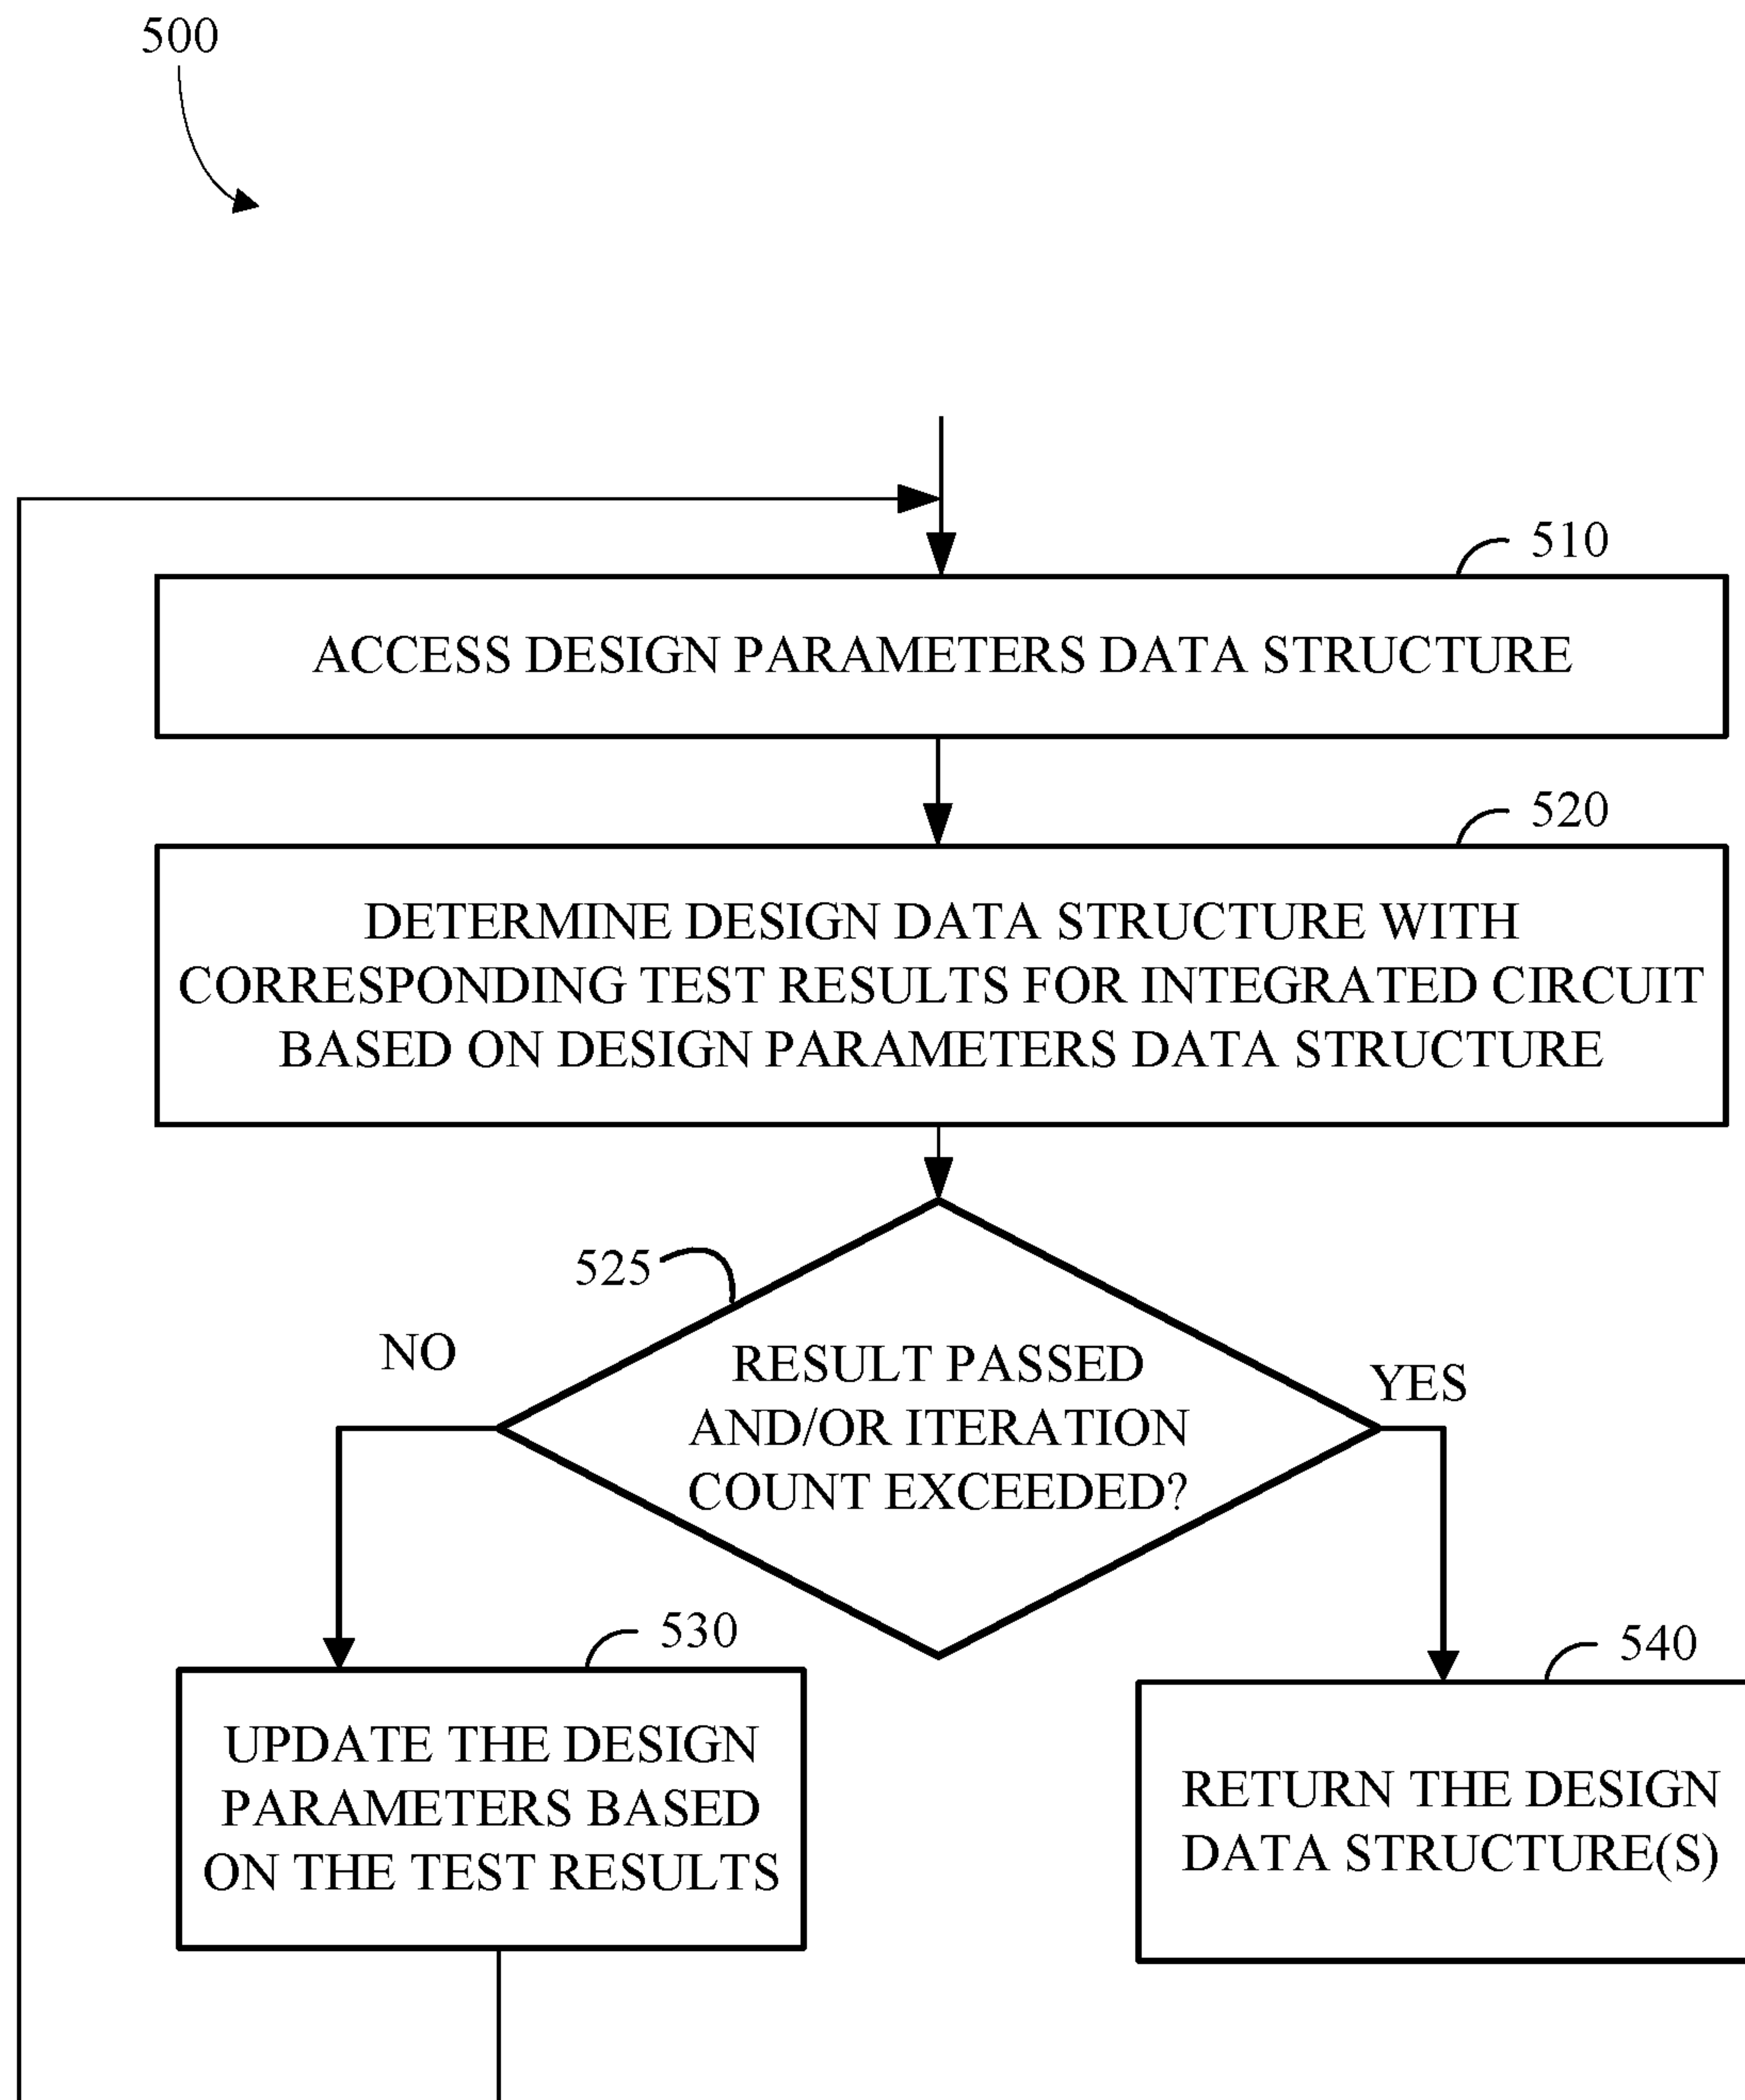 500
510
ACCESS DESIGN PARAMETERS DATA STRUCTURE
520
DETERMINE DESIGN DATA STRUCTURE WITH
CORRESPONDING TEST RESULTS FOR INTEGRATED CIRCUIT
BASED ON DESIGN PARAMETERS DATA STRUCTURE
525
NO
RESULT PASSED
AND/OR ITERATION
COUNT EXCEEDED?
YES
530
UPDATE THE DESIGN
PARAMETERS BASED
ON THE TEST RESULTS
540
RETURN THE DESIGN
DATA STRUCTURE(S)